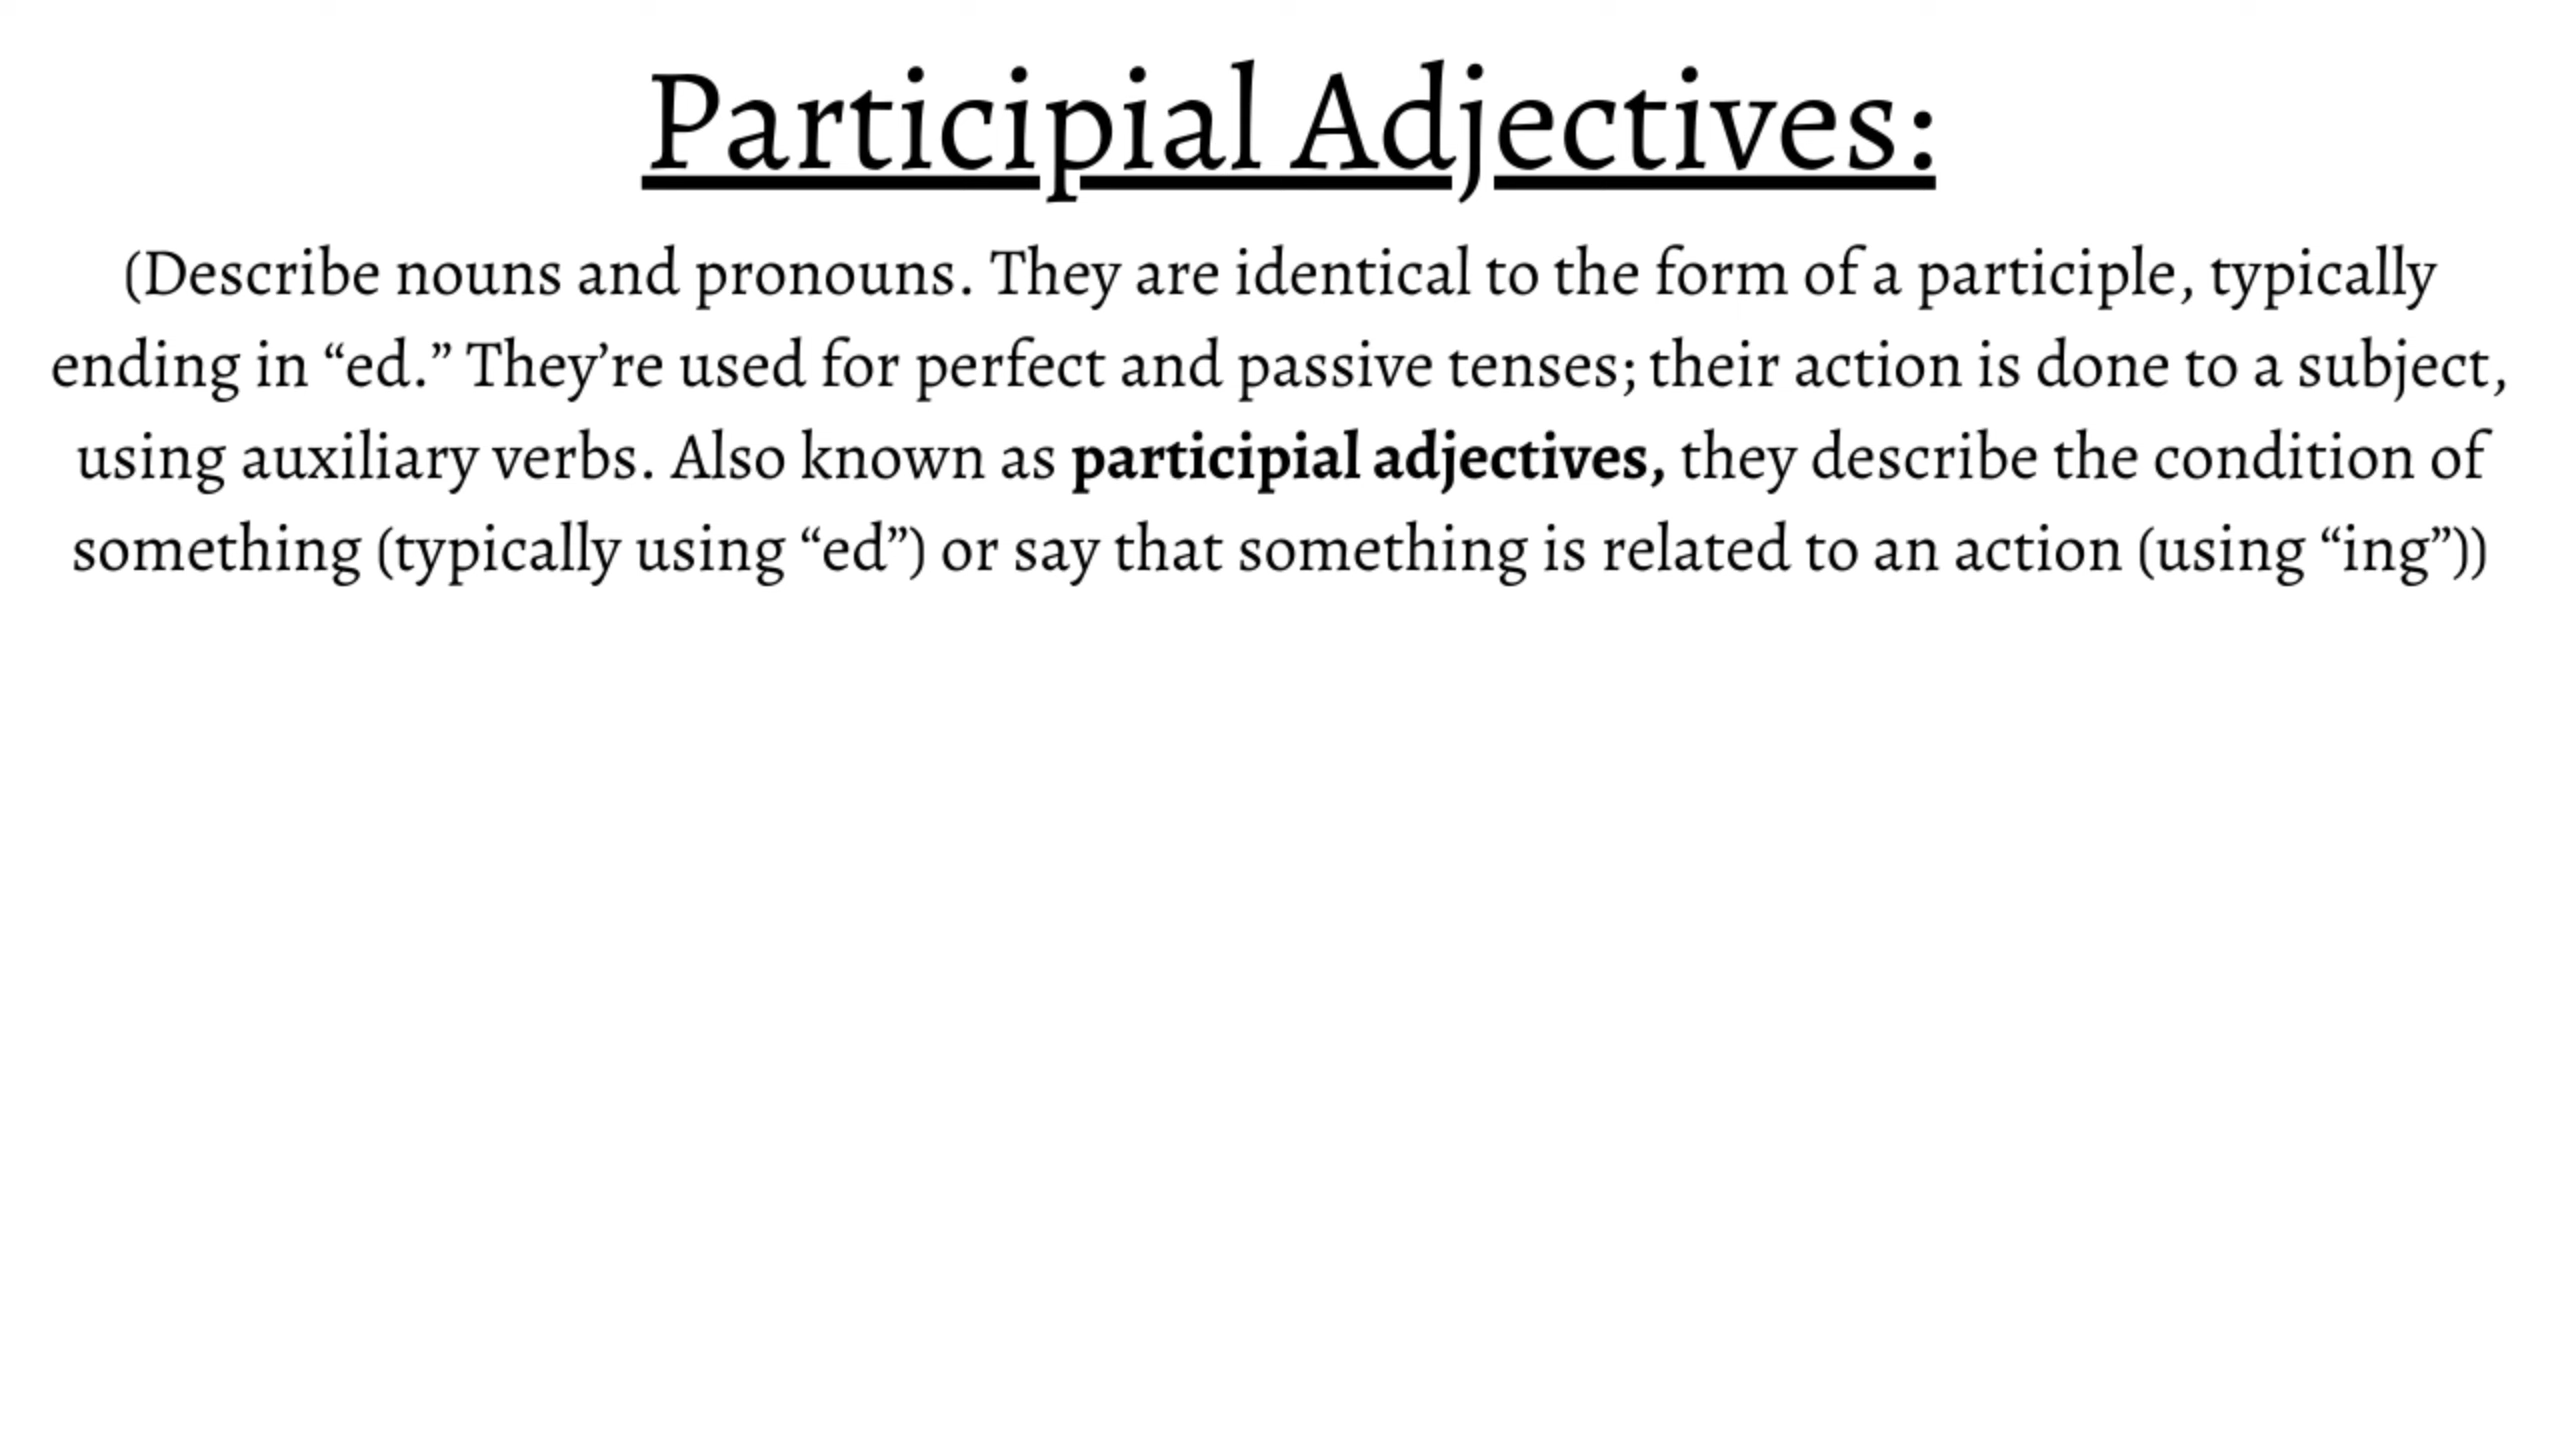 Participial Adjectives:
(Describe nouns and pronouns. They are identical to the form of a participle, typically
ending in “ed.” They’re used for perfect and passive tenses; their action is done to a subject,
using auxiliary verbs. Also known as participial adjectives, they describe the condition of
something (typically using “ed”) or say that something is related to an action (using “ing”))